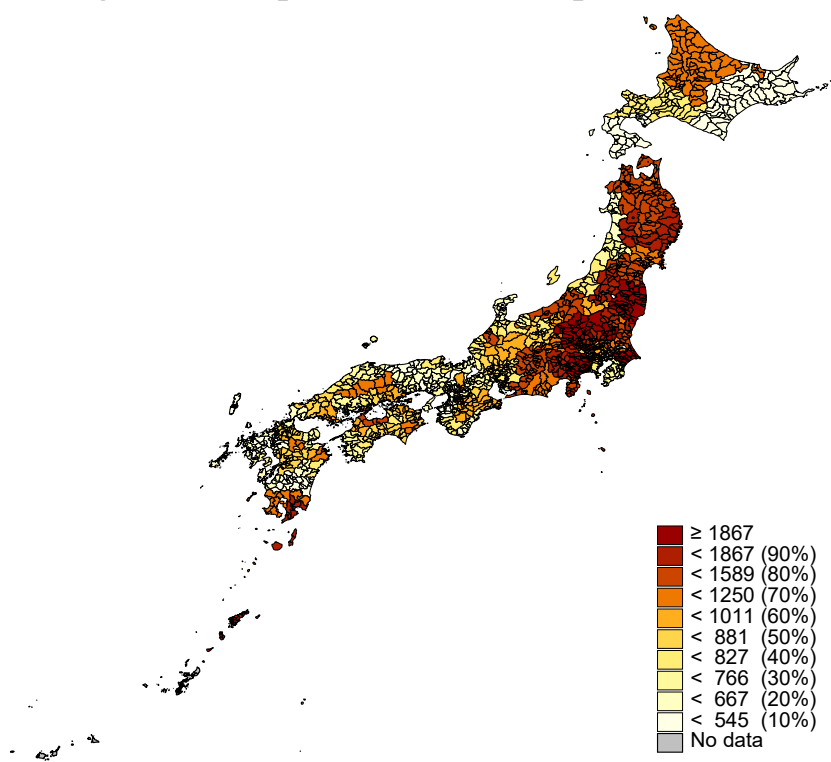 ≥ 1867
< 1867 (90%)
< 1589 (80%)
< 1250 (70%)
< 1011 (60%)
< 881 (50%)
< 827 (40%)
< 766 (30%)
< 667 (20%)
< 545 (10%)
No data